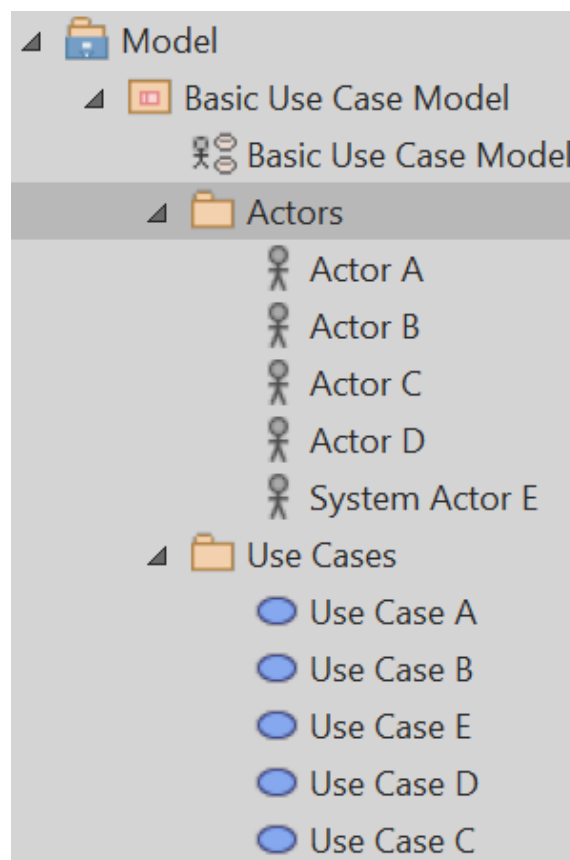 Model
Basic Use Case Model
Basic Use Case Model
Actors
Actor A
Actor B
Actor C
Actor D
System Actor E
Use Cases
Use Case A
Use Case B
Use Case E
Use Case D
Use Case C